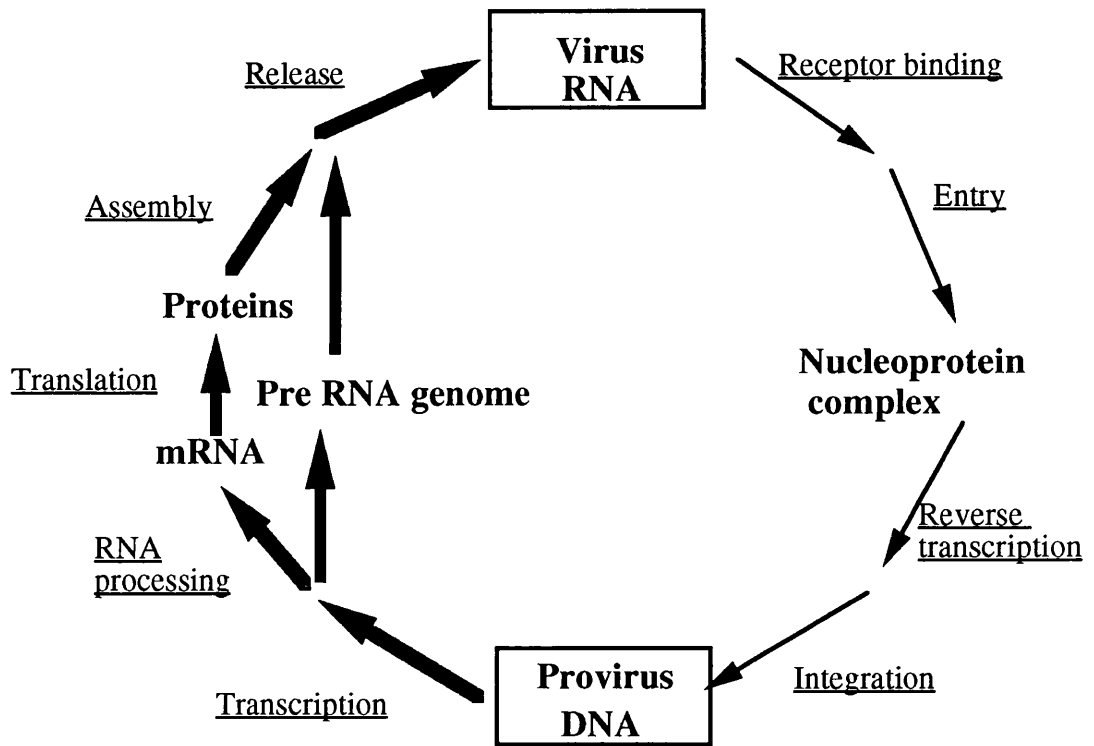 Virus
RNA
Receptor binding
Entry
Nucleoprotein
complex
Reverse
transcription
Integration
Provirus
DNA
Transcription
RNA
processing
mRNA
Pre RNA genome
Translation
Proteins
Assembly
Release